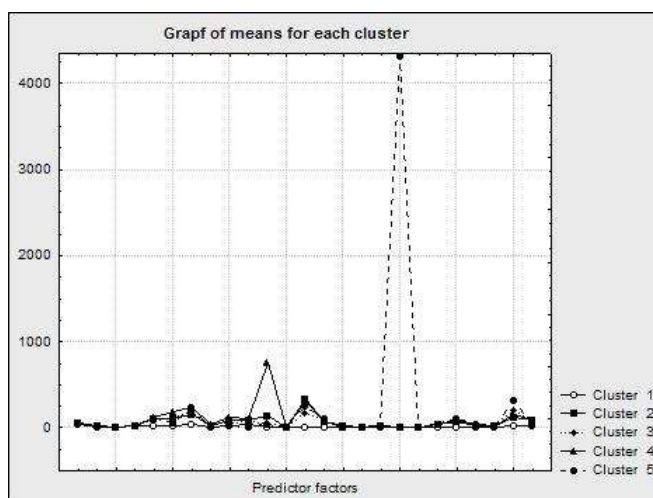 Grapf of means for each cluster
4000
3000
2000
1000
0
Predictor factors
Cluster 1
Cluster 2
Cluster 3
Cluster 4
Cluster 5